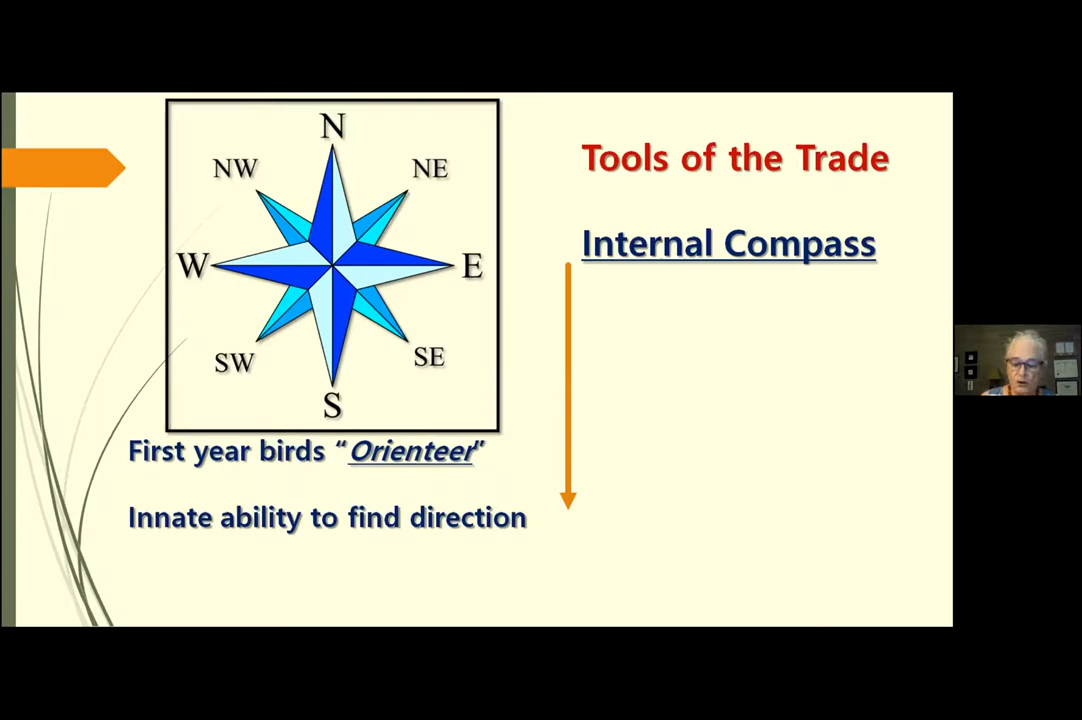 N
NW
NE
W
E
SW
SE
S
First year birds “Orienteer”
Innate ability to find direction
Tools of the Trade
Internal Compass